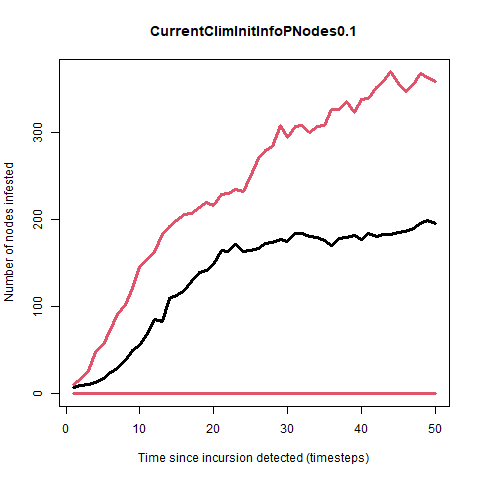 CurrentClimInitInfoPNodes0.1
Number of nodes infested
300
200
100
0
0 10 20 30 40 50
Time since incursion detected (timesteps)